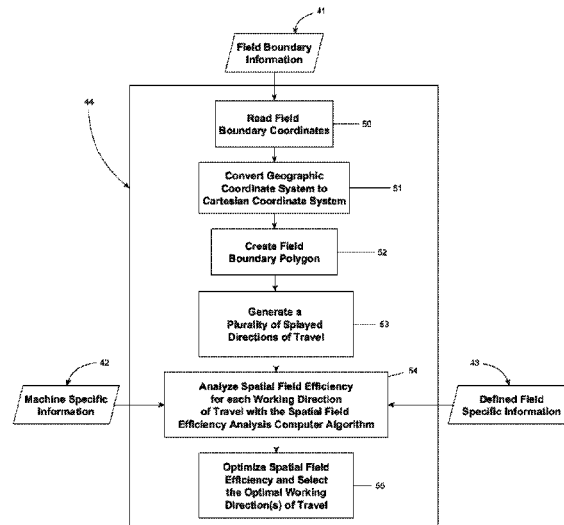 41
Field Boundary
Information
44
Read Field
Boundary Coordinates
50
Convert Geographic
Coordinate System to
Cartesian Coordinate System
51
Create Field
Boundary Polygon
52
Generate a
Plurality of Splayed
Directions of Travel
53
42
54
43
Machine Specific
Information
Analyze Spatial Field Efficiency
for each Working Direction
of Travel with the Spatial Field
Efficiency Analysis Computer Algorithm
Defined Field
Specific Information
Optimize Spatial Field
Efficiency and Select
the Optimal Working
Direction(s) of Travel
55